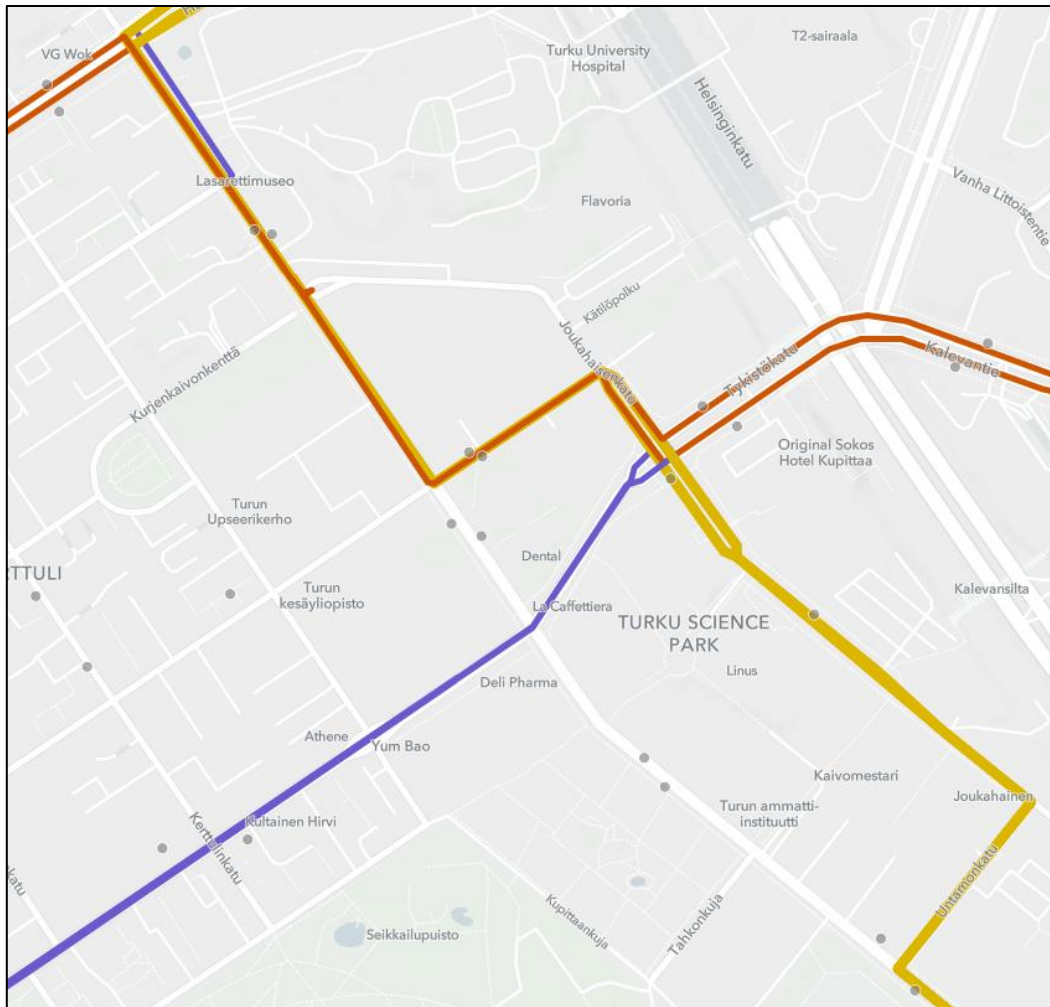 VG Wok
Turku University
Hospital
T2-sairaala
Helsinginkatu
Lasarettimuseo
Flavoria
Vanha Littoistentie
Kätilöpolku
Joukahaisenkatu
Kurjenkaivonkenttä
Tykistökatu
Kalevantie
Original Sokos
Hotel Kupittaa
Turun
Upseerikerho
Dental
RTTULI
Turun
kesäyliopisto
La Caffettiera
TURKU SCIENCE
PARK
Kalevansilta
Linus
Deli Pharma
Athene
Yum Bao
Kaivomestari
Joukahainen
Turun ammatti-
instituutti
Kultainen Hirvi
Kerttulinkatu
Untamonkatu
katu
Kupittaankuja
Tahkonkuja
Seikkailupuisto